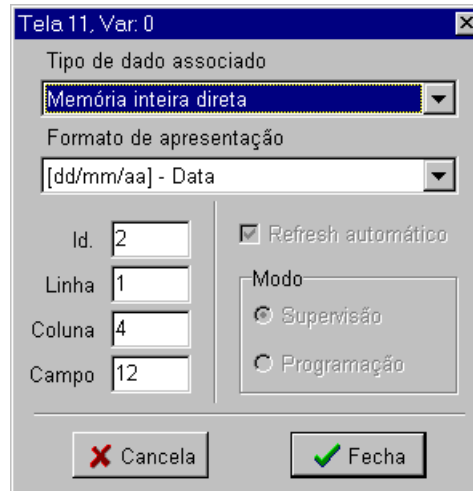 Tela 11, Var: 0
Tipo de dado associado
Memória inteira direta
Formato de apresentação
[dd/mm/aa] - Data
Id. 2
Linha 1
Coluna 4
Campo 12
Refresh automático
Modo
Supervisão
Programação
Cancela
Fecha